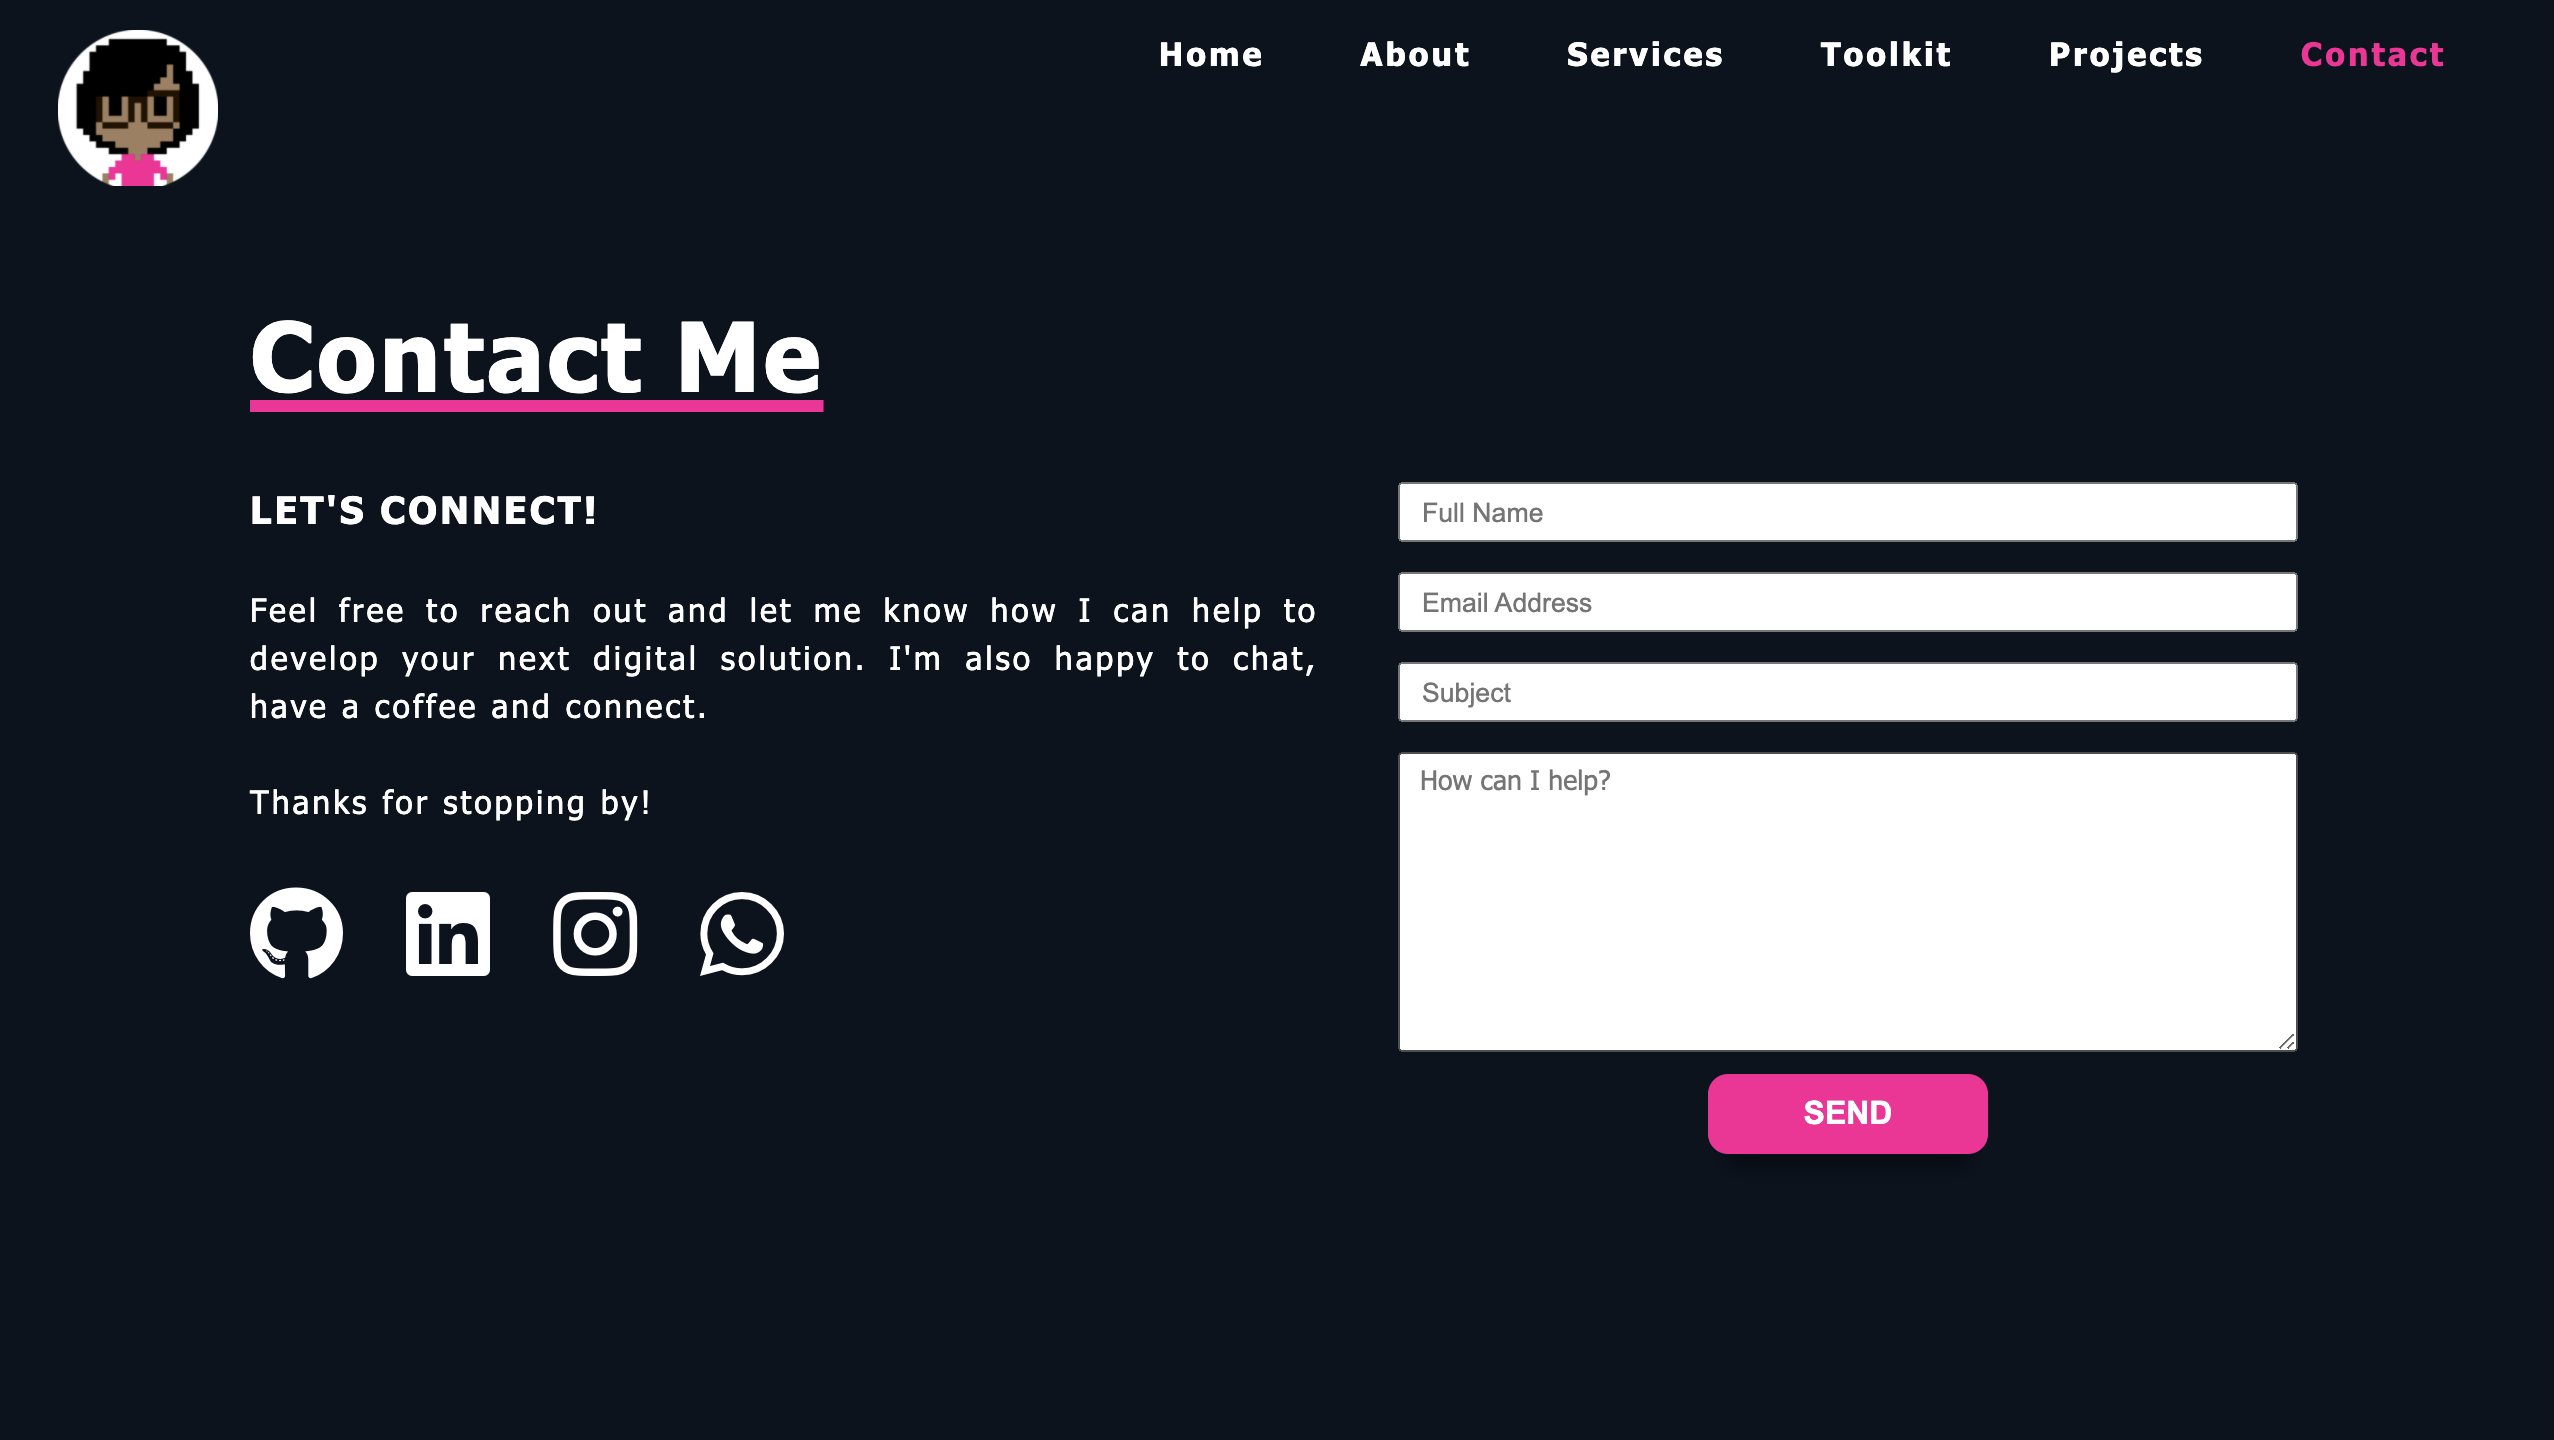 Home About Services Toolkit Projects Contact
Contact Me
LET'S CONNECT!
Feel free to reach out and let me know how I can help to
develop your next digital solution. I'm also happy to chat,
have a coffee and connect.
Thanks for stopping by!
in
Full Name
Email Address
Subject
How can I help?
SEND